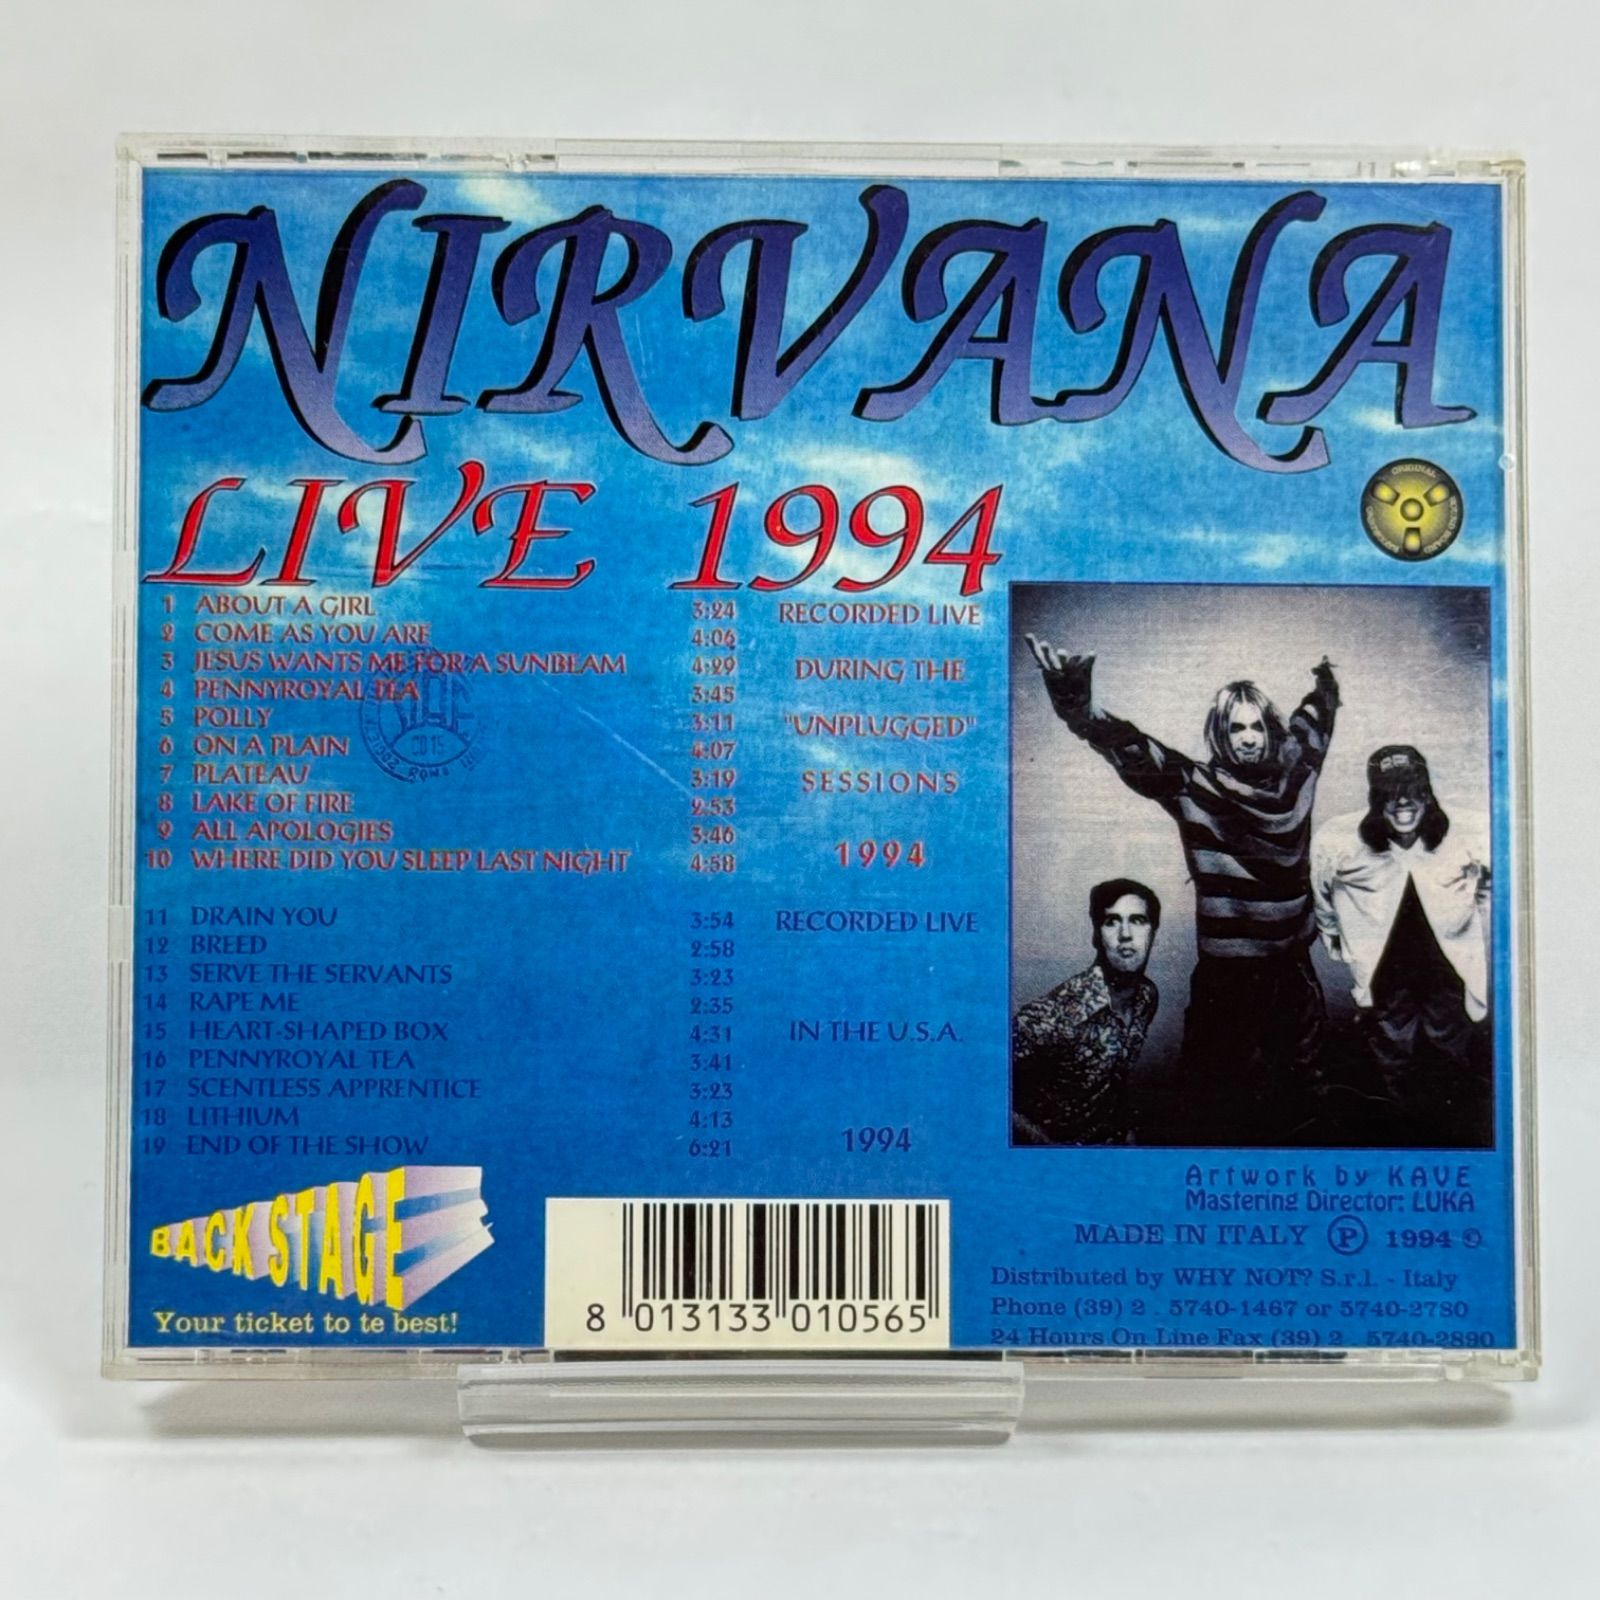 NIRVANA
LIVE 1994
1 ABOUT A GIRL 3:24
2 COME AS YOU ARE 4:06
3 JESUS WANTS ME FOR A SUNBEAM 4:29
4 PENNYROYAL TEA 3:45
5 POLLY 3:11
6 ON A PLAIN 4:07
7 PLATEAU 3:19
8 LAKE OF FIRE 2:53
9 ALL APOLOGIES 3:46
10 WHERE DID YOU SLEEP LAST NIGHT 4:58
RECORDED LIVE
DURING THE
"UNPLUGGED"
SESSIONS
1994
11 DRAIN YOU 3:54
12 BREED 2:58
13 SERVE THE SERVANTS 3:23
14 RAPE ME 2:35
15 HEART-SHAPED BOX 4:31
16 PENNYROYAL TEA 3:41
17 SCENTLESS APPRENTICE 3:23
18 LITHIUM 4:13
19 END OF THE SHOW 6:21
RECORDED LIVE
IN THE U.S.A.
1994
ORIGINAL
SOUND BOARD
CD 15
ROMA
BACK STAGE
Your ticket to te best!
8 013133 010565
Artwork by KAVE
Mastering Director: LUKA
MADE IN ITALY Ⓟ 1994 ©
Distributed by WHY NOT? S.r.l. - Italy
Phone (39) 2 . 5740-1467 or 5740-2780
24 Hours On Line Fax (39) 2 . 5740-2890